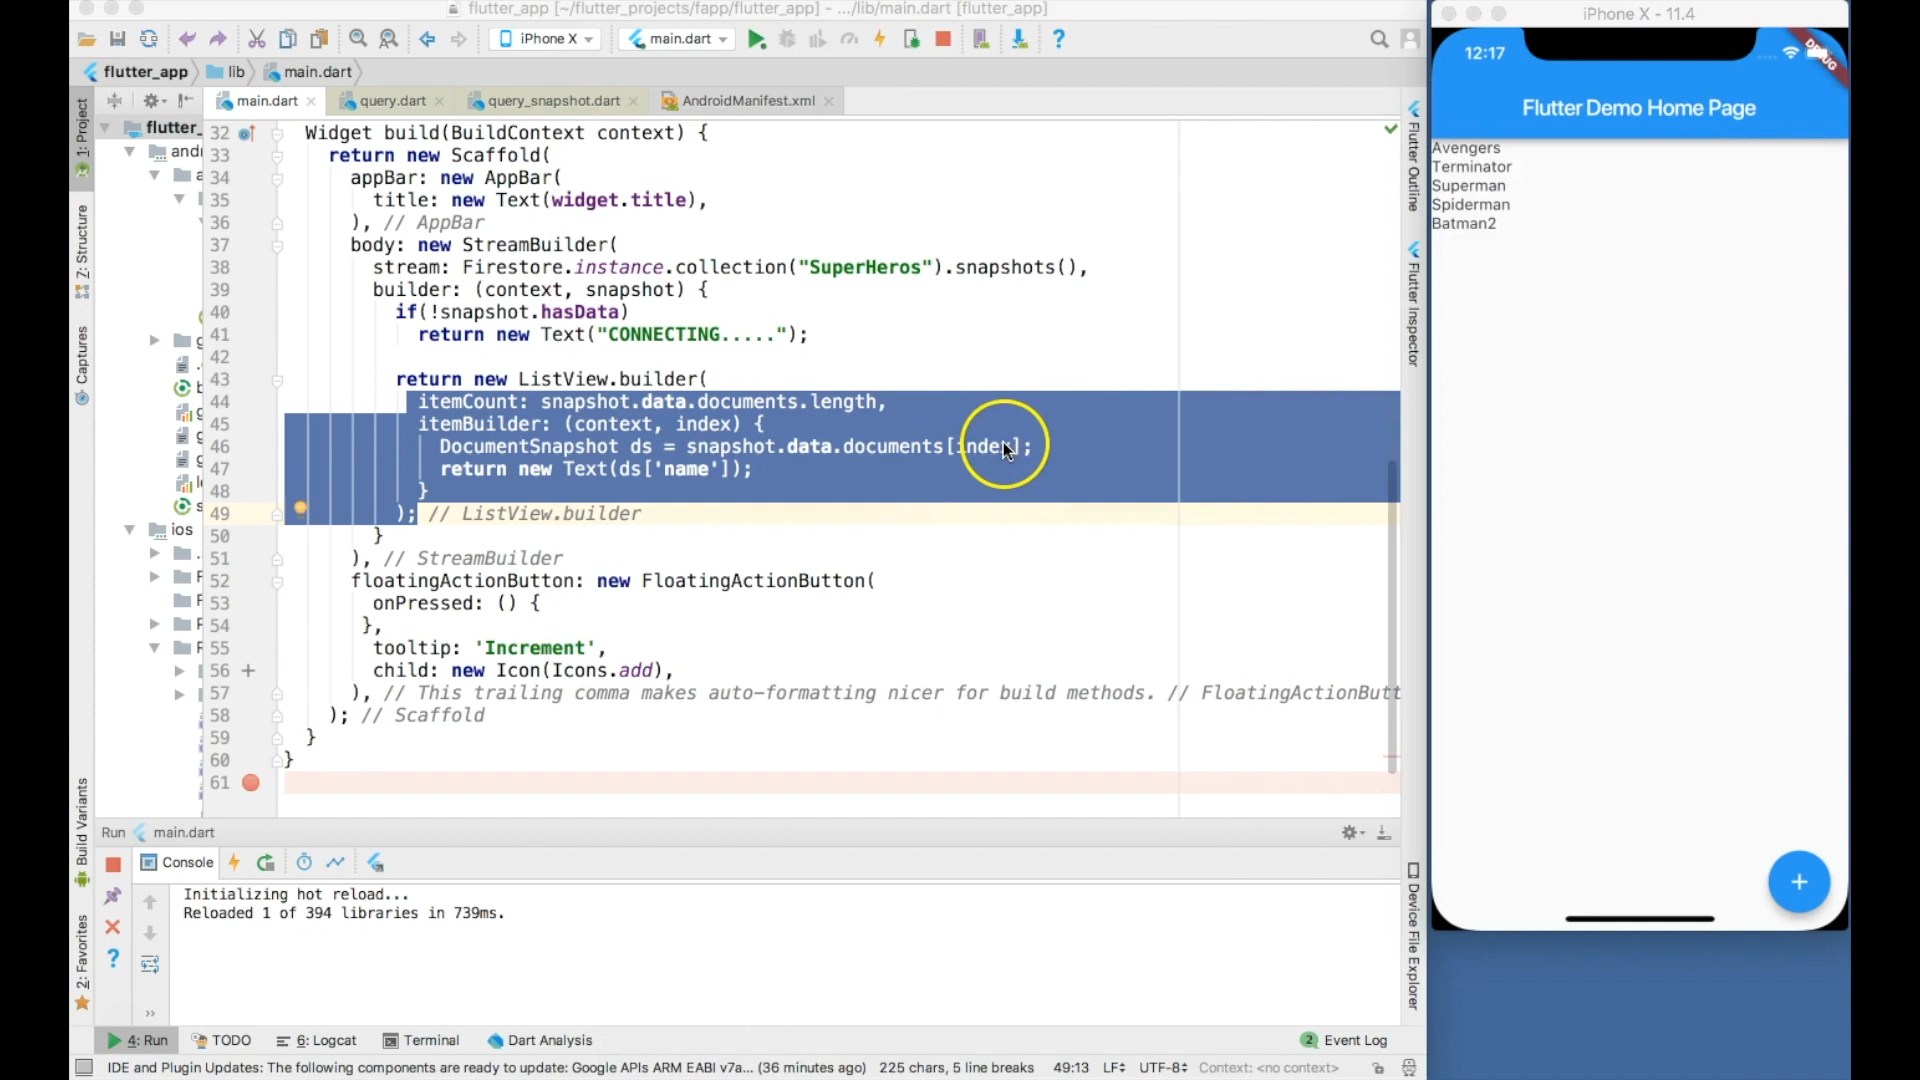 flutter_app [~/flutter_projects/fapp/flutter_app] - .../lib/main.dart [flutter_app]
iPhone X - 11.4
iPhone X
main.dart
flutter_app
lib
main.dart
main.dart
query.dart
query_snapshot.dart
AndroidManifest.xml
1: Project
Z: Structure
Captures
Build Variants
2: Favorites
flutter_
andr
a
ios
32 Widget build(BuildContext context) {
33 return new Scaffold(
34 appBar: new AppBar(
35 title: new Text(widget.title),
36 ), // AppBar
37 body: new StreamBuilder(
38 stream: Firestore.instance.collection("SuperHeros").snapshots(),
39 builder: (context, snapshot) {
40 if(!snapshot.hasData)
41 return new Text("CONNECTING.....");
42
43 return new ListView.builder(
44 itemCount: snapshot.data.documents.length,
45 itemBuilder: (context, index) {
46 DocumentSnapshot ds = snapshot.data.documents[index];
47 return new Text(ds['name']);
48 }
49 ); // ListView.builder
50 }
51 ), // StreamBuilder
52 floatingActionButton: new FloatingActionButton(
53 onPressed: () {
54 },
55 tooltip: 'Increment',
56 child: new Icon(Icons.add),
57 ), // This trailing comma makes auto-formatting nicer for build methods. // FloatingActionButt
58 ); // Scaffold
59 }
60 }
61
Flutter Outline
Flutter Inspector
Device File Explorer
12:17
DEBUG
Flutter Demo Home Page
Avengers
Terminator
Superman
Spiderman
Batman2
Run main.dart
Console
Initializing hot reload...
Reloaded 1 of 394 libraries in 739ms.
4: Run
TODO
6: Logcat
Terminal
Dart Analysis
2 Event Log
IDE and Plugin Updates: The following components are ready to update: Google APIs ARM EABI v7a... (36 minutes ago)
225 chars, 5 line breaks
49:13
LF
UTF-8
Context: <no context>